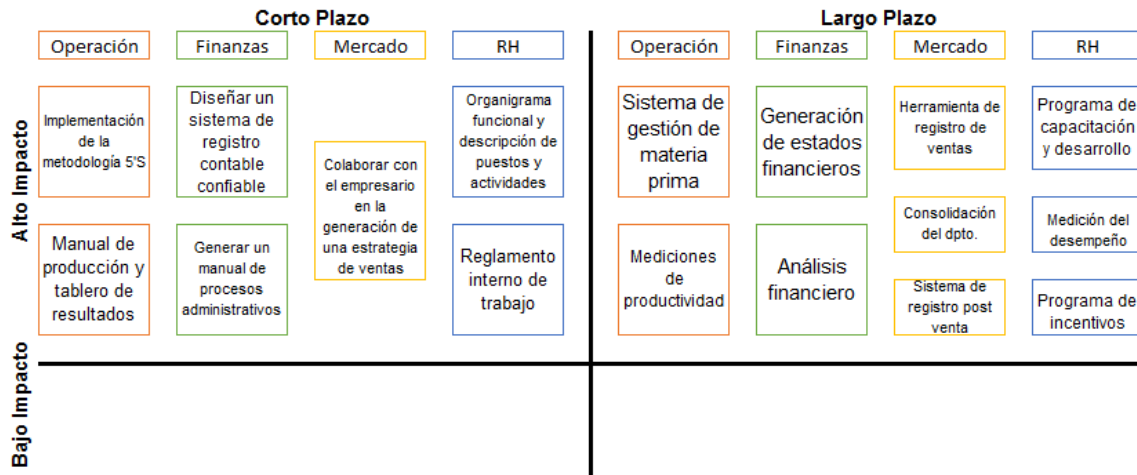 Corto Plazo
Largo Plazo
Operación
Finanzas
Mercado
RH
Operación
Finanzas
Mercado
RH
Alto Impacto
Implementación
de la
metodología 5'S
Diseñar un
sistema de
registro
contable
confiable
Colaborar con
el empresario
en la
generación de
una estrategia
de ventas
Organigrama
funcional y
descripción de
puestos y
actividades
Manual de
producción y
tablero de
resultados
Generar un
manual de
procesos
administrativos
Reglamento
interno de
trabajo
Sistema de
gestión de
materia
prima
Generación
de estados
financieros
Herramienta de
registro de
ventas
Programa de
capacitación
y desarrollo
Consolidación
del dpto.
Medición del
desempeño
Mediciones
de
productividad
Análisis
financiero
Sistema de
registro post
venta
Programa de
incentivos
Bajo Impacto